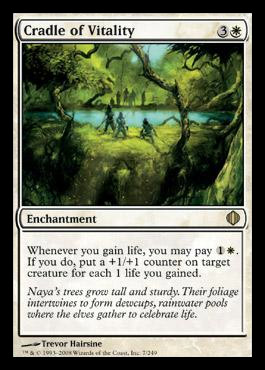 Cradle of Vitality 3
Enchantment
Whenever you gain life, you may pay 1.
If you do, put a +1/+1 counter on target
creature for each 1 life you gained.
Naya's trees grow tall and sturdy. Their foliage
intertwines to form dewcups, rainwater pools
where the elves gather to celebrate life.
Trevor Hairsine
™ & © 1993-2008 Wizards of the Coast, Inc. 7/249